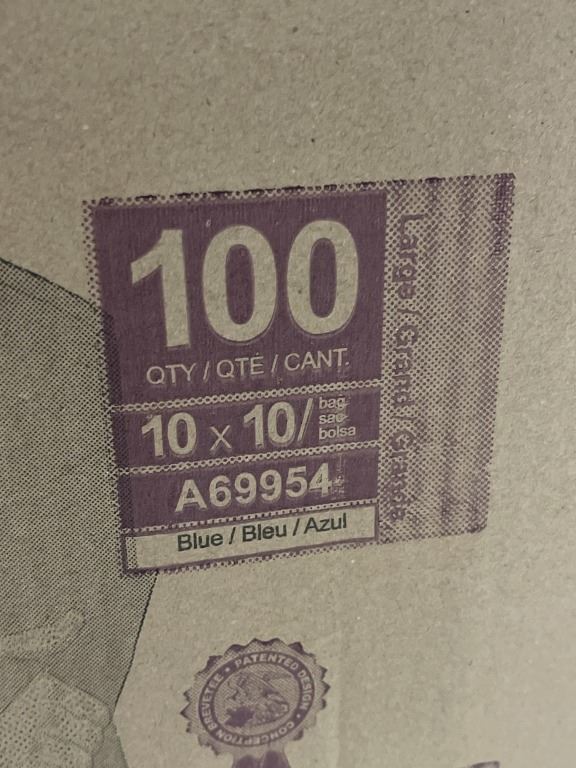 100
QTY / QTÉ / CANT.
10 x 10/ bag
sac
bolsa
A69954
Blue / Bleu / Azul
Large / Grand / Grande
PATENTED DESIGN
CONCEPTION BREVETEE